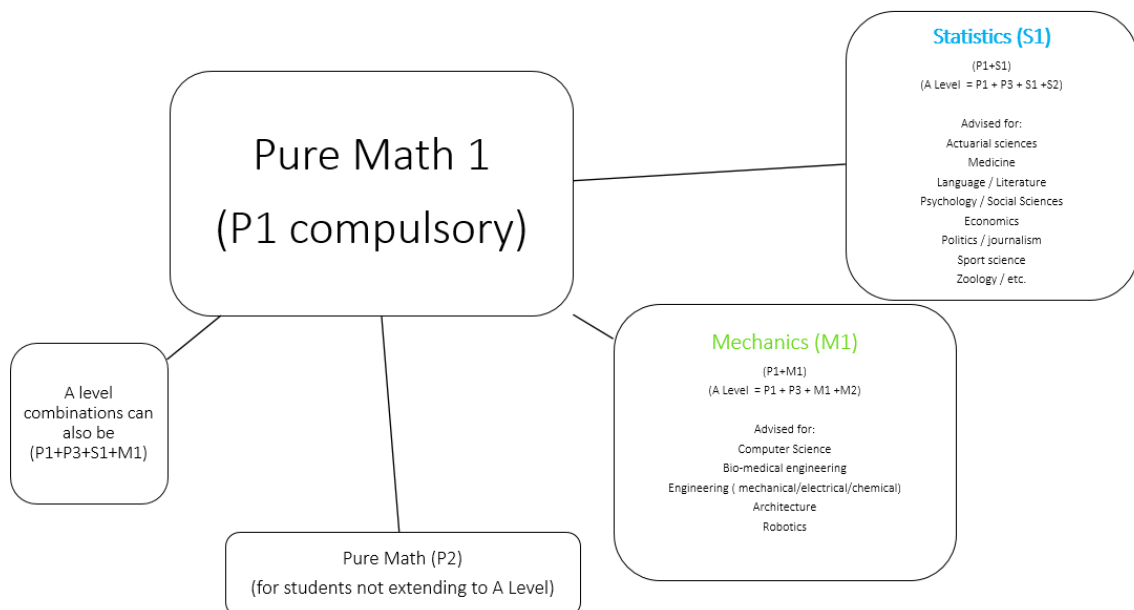 Pure Math 1
(P1 compulsory)
Statistics (S1)
(P1+S1)
(A Level = P1 + P3 + S1 +S2)
Advised for:
Actuarial sciences
Medicine
Language / Literature
Psychology / Social Sciences
Economics
Politics / journalism
Sport science
Zoology / etc.
Mechanics (M1)
(P1+M1)
(A Level = P1 + P3 + M1 +M2)
Advised for:
Computer Science
Bio-medical engineering
Engineering ( mechanical/electrical/chemical)
Architecture
Robotics
A level
combinations can
also be
(P1+P3+S1+M1)
Pure Math (P2)
(for students not extending to A Level)